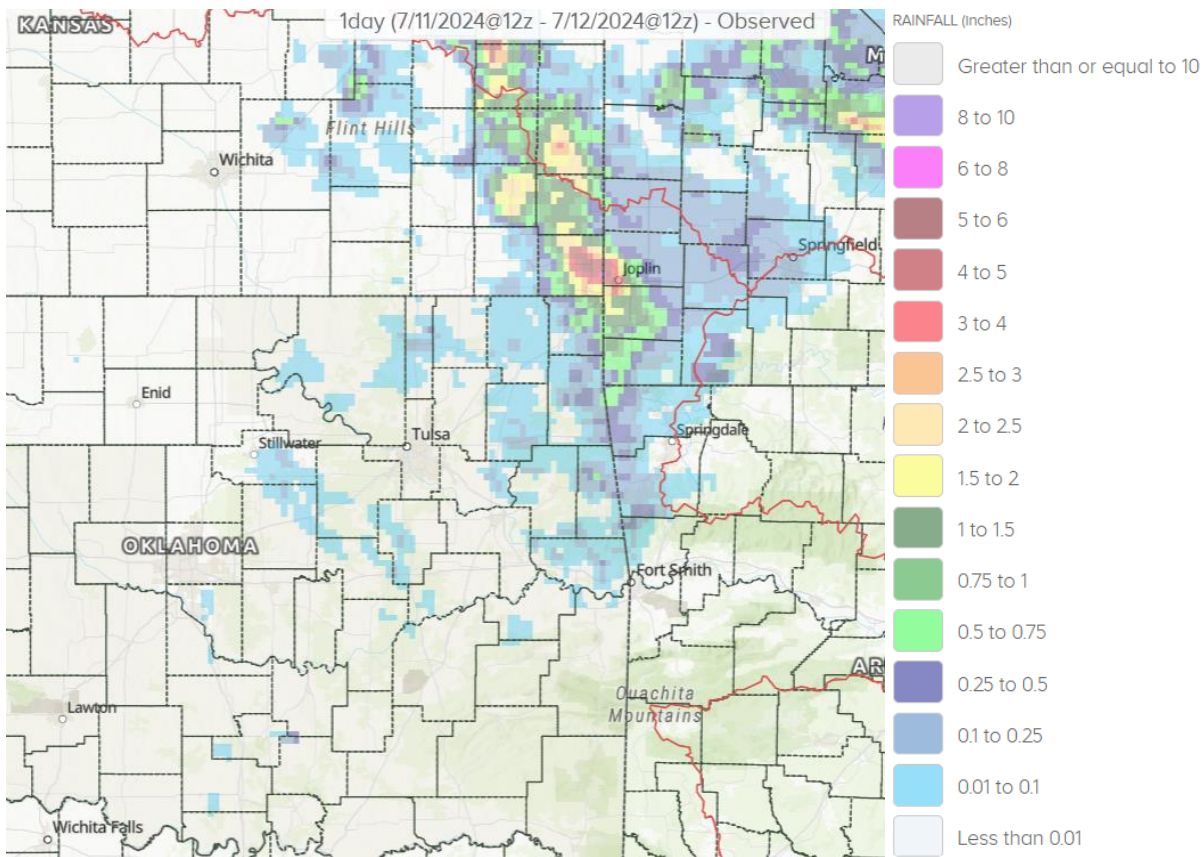 1day (7/11/2024@12z - 7/12/2024@12z) - Observed
KANSAS
M
Flint Hills
Wichita
Springfield
Joplin
Enid
Tulsa
Stillwater
Springdale
OKLAHOMA
Fort Smith
AR
Ouachita
Mountains
Lawton
Wichita Falls
RAINFALL (Inches)
Greater than or equal to 10
8 to 10
6 to 8
5 to 6
4 to 5
3 to 4
2.5 to 3
2 to 2.5
1.5 to 2
1 to 1.5
0.75 to 1
0.5 to 0.75
0.25 to 0.5
0.1 to 0.25
0.01 to 0.1
Less than 0.01